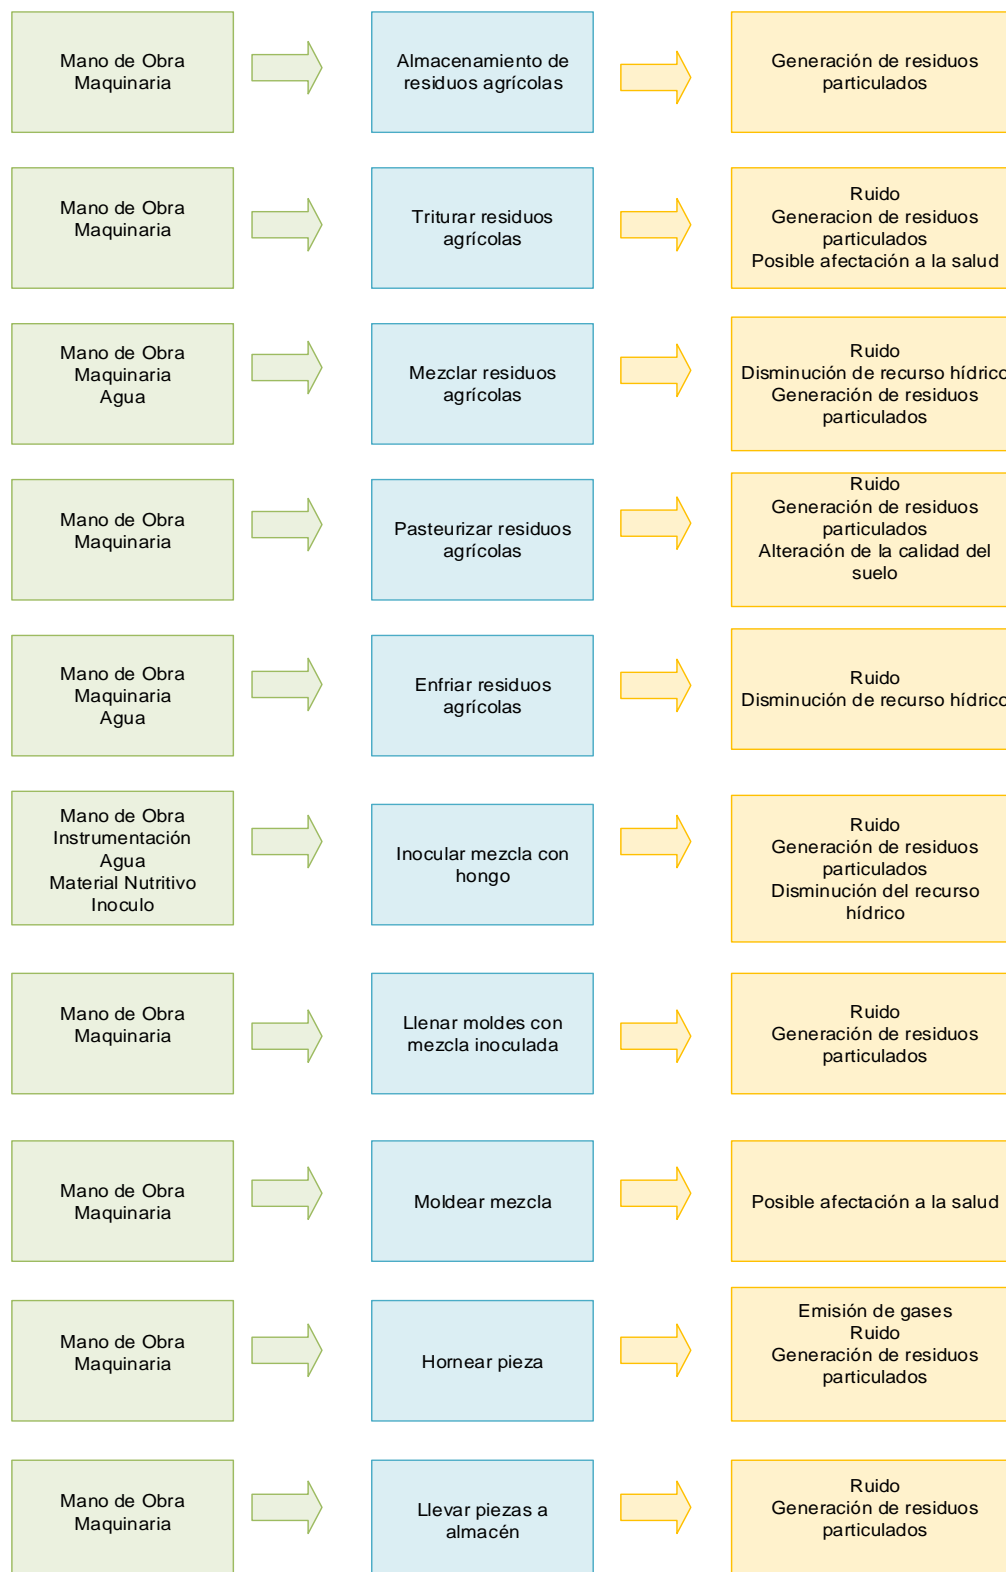 Mano de Obra
Maquinaria
Almacenamiento de
residuos agrícolas
Generación de residuos
particulados
Mano de Obra
Maquinaria
Triturar residuos
agrícolas
Ruido
Generacion de residuos
particulados
Posible afectación a la salud
Mano de Obra
Maquinaria
Agua
Mezclar residuos
agrícolas
Ruido
Disminución de recurso hídrico
Generación de residuos
particulados
Mano de Obra
Maquinaria
Pasteurizar residuos
agrícolas
Ruido
Generación de residuos
particulados
Alteración de la calidad del
suelo
Mano de Obra
Maquinaria
Agua
Enfriar residuos
agrícolas
Ruido
Disminución de recurso hídrico
Mano de Obra
Instrumentación
Agua
Material Nutritivo
Inoculo
Inocular mezcla con
hongo
Ruido
Generación de residuos
particulados
Disminución del recurso
hídrico
Mano de Obra
Maquinaria
Llenar moldes con
mezcla inoculada
Ruido
Generación de residuos
particulados
Mano de Obra
Maquinaria
Moldear mezcla
Posible afectación a la salud
Mano de Obra
Maquinaria
Hornear pieza
Emisión de gases
Ruido
Generación de residuos
particulados
Mano de Obra
Maquinaria
Llevar piezas a
almacén
Ruido
Generación de residuos
particulados